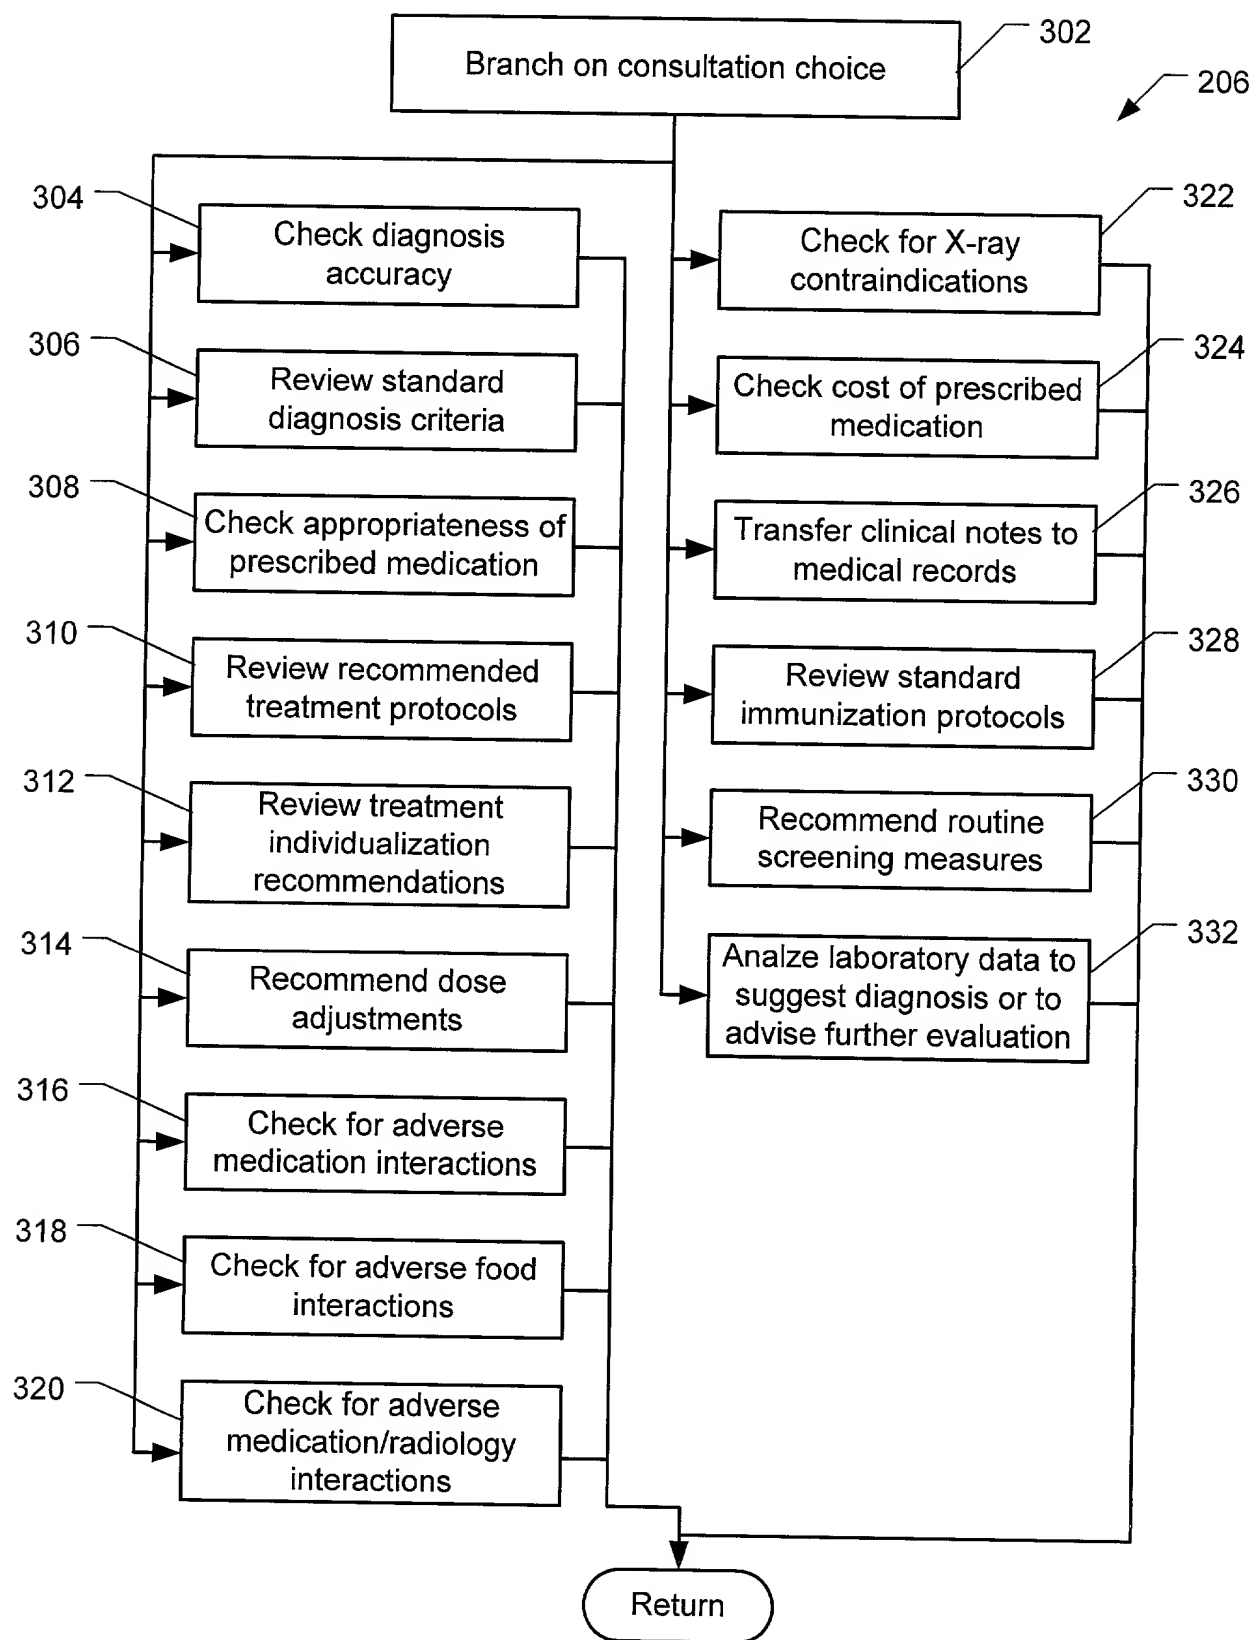 Branch on consultation choice
302
206
304
Check diagnosis
accuracy
306
Review standard
diagnosis criteria
308
Check appropriateness of
prescribed medication
310
Review recommended
treatment protocols
312
Review treatment
individualization
recommendations
314
Recommend dose
adjustments
316
Check for adverse
medication interactions
318
Check for adverse food
interactions
320
Check for adverse
medication/radiology
interactions
322
Check for X-ray
contraindications
324
Check cost of prescribed
medication
326
Transfer clinical notes to
medical records
328
Review standard
immunization protocols
330
Recommend routine
screening measures
332
Analze laboratory data to
suggest diagnosis or to
advise further evaluation
Return